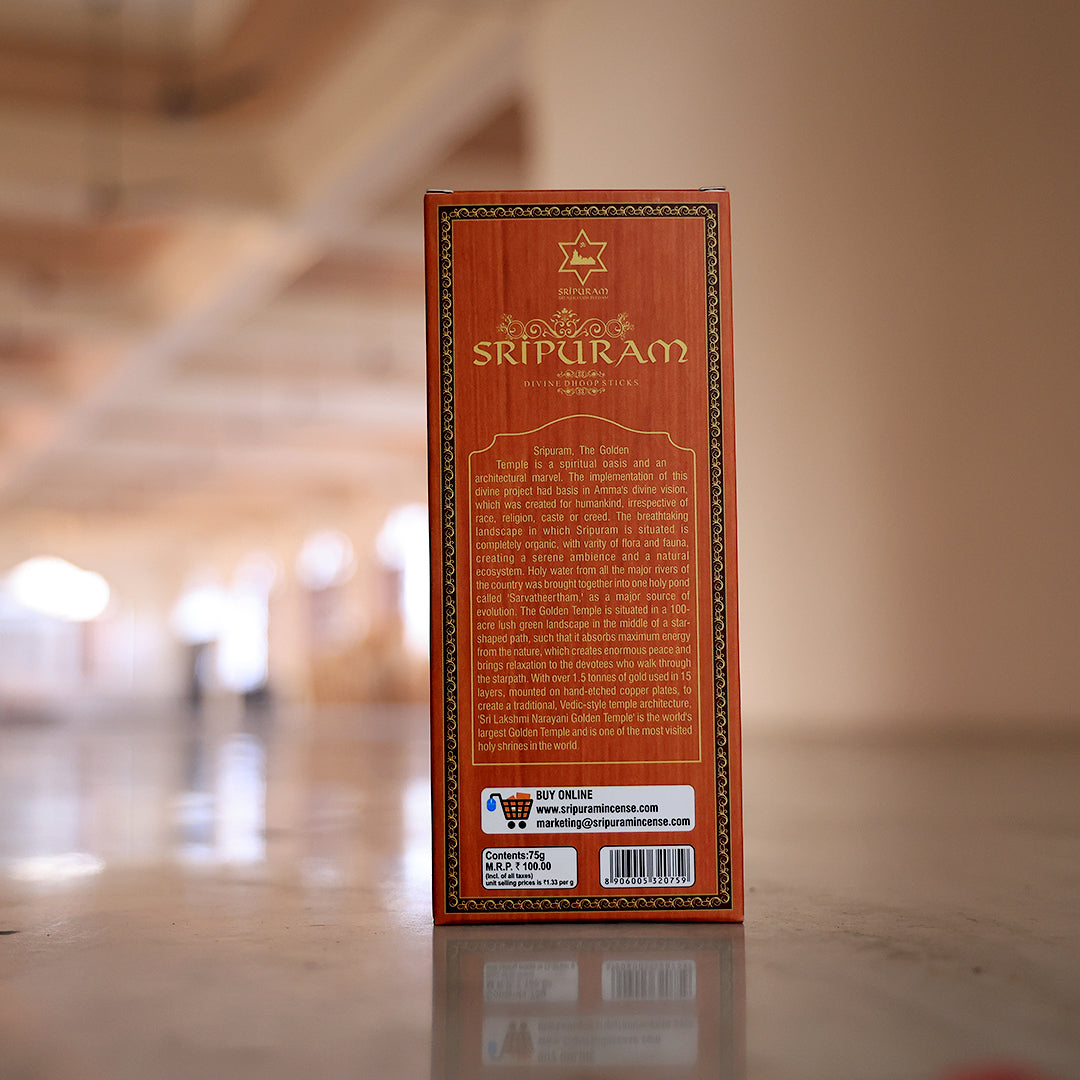 SRIPURAM
SRIPURAM
DIVINE DHOOP STICKS
Sripuram, The Golden
Temple is a spiritual oasis and an
architectural marvel. The implementation of this
divine project had basis in Amma's divine vision,
which was created for humankind, irrespective of
race, religion, caste or creed. The breathtaking
landscape in which Sripuram is situated is
completely organic, with varity of flora and fauna,
creating a serene ambience and a natural
ecosystem. Holy water from all the major rivers of
the country was brought together into one holy pond
called 'Sarvatheertham,' as a major source of
evolution. The Golden Temple is situated in a 100-
acre lush green landscape in the middle of a star-
shaped path, such that it absorbs maximum energy
from the nature, which creates enormous peace and
brings relaxation to the devotees who walk through
the starpath. With over 1.5 tonnes of gold used in 15
layers, mounted on hand-etched copper plates, to
create a traditional, Vedic-style temple architecture,
'Sri Lakshmi Narayani Golden Temple' is the world's
largest Golden Temple and is one of the most visited
holy shrines in the world.
BUY ONLINE
www.sripuramincense.com
marketing@sripuramincense.com
Contents:75g
M.R.P. ₹ 100.00
(Incl. of all taxes)
unit selling prices is ₹1.33 per g
8 906005 320759